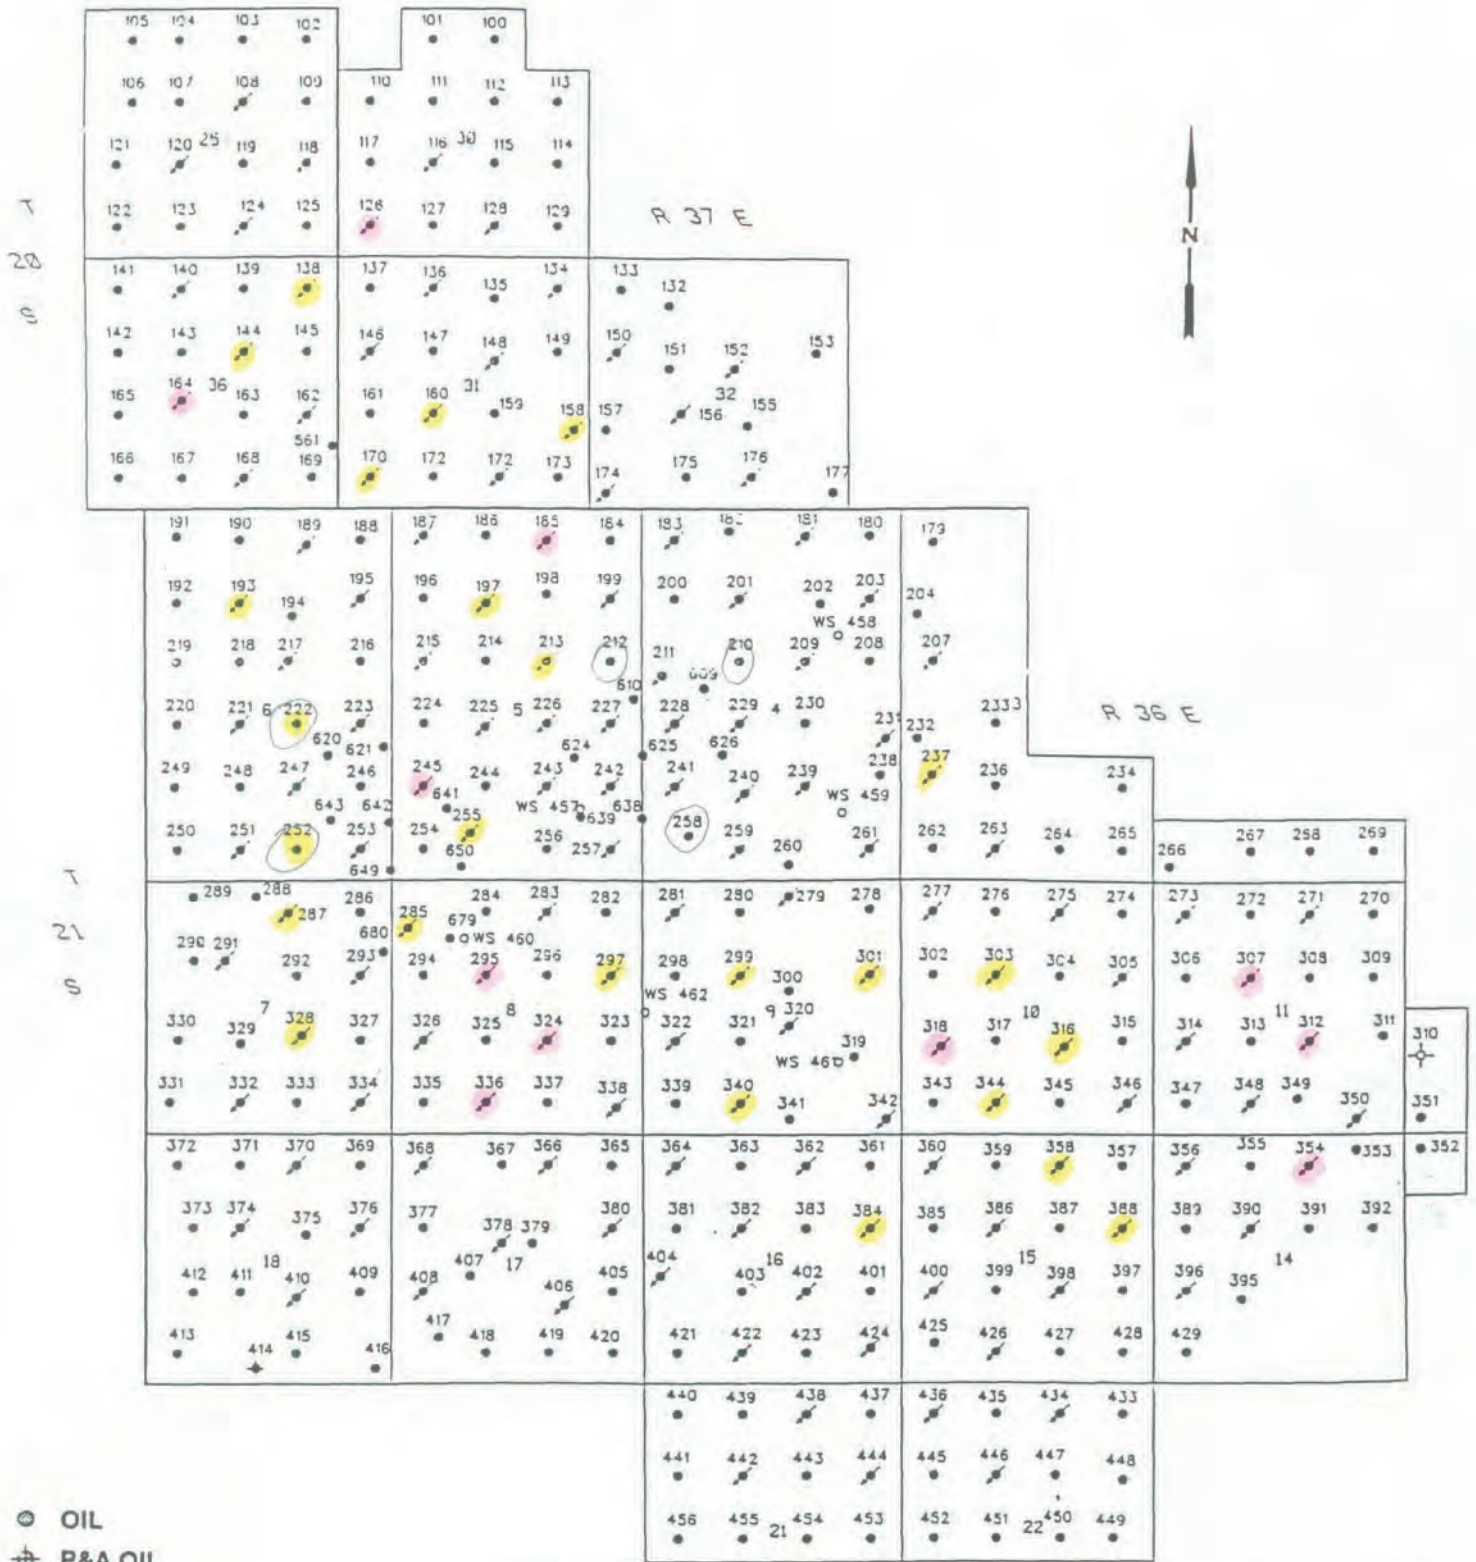 105 104 103 102 101 100
106 107 108 109 110 111 112 113
121 120 25 119 118 117 116 30 115 114
122 123 124 125 126 127 128 129
R 37 E
N
T
20
S
141 140 139 138 137 136 135 134 133 132
142 143 144 145 146 147 148 149 150 151 152 153
165 164 36 163 162 161 160 31 159 158 157 156 32 155
561
166 167 168 169 170 172 172 173 174 175 176 177
191 190 189 188 187 186 185 184 183 181 180 179
192 193 194 195 196 197 198 199 200 201 202 203 204
WS 458
219 218 217 216 215 214 213 212 211 210 209 208 207
609
610
220 221 6 222 223 224 225 5 226 227 228 229 4 230 231 232 2333
R 36 E
620 621 624 625 626
249 248 247 246 245 244 243 242 241 240 239 238 237 236 234
643 642 641 WS 457 639 638 WS 459
250 251 252 253 254 255 256 257 258 259 260 261 262 263 264 265 266 267 268 269
649 650
T
21
S
289 288 287 286 285 284 283 282 281 280 279 278 277 276 275 274 273 272 271 270
680 679 WS 460
290 291 292 293 294 295 296 297 298 299 300 301 302 303 304 305 306 307 308 309
WS 462
330 329 7 328 327 326 325 8 324 323 322 321 9 320 319 318 317 10 316 315 314 313 11 312 311 310
331 332 333 334 335 336 337 338 339 340 341 342 343 344 345 346 347 348 349 350 351
372 371 370 369 368 367 366 365 364 363 362 361 360 359 358 357 356 355 354 353 352
373 374 375 376 377 378 379 380 381 382 383 384 385 386 387 388 389 390 391 392
412 411 18 410 409 408 407 17 406 405 404 403 16 402 401 400 399 15 398 397 396 395 14
413 414 415 416 417 418 419 420 421 422 423 424 425 426 427 428 429
440 439 438 437 436 435 434 433
441 442 443 444 445 446 447 448
456 455 21 454 453 452 451 22 450 449
OIL
P&A OIL